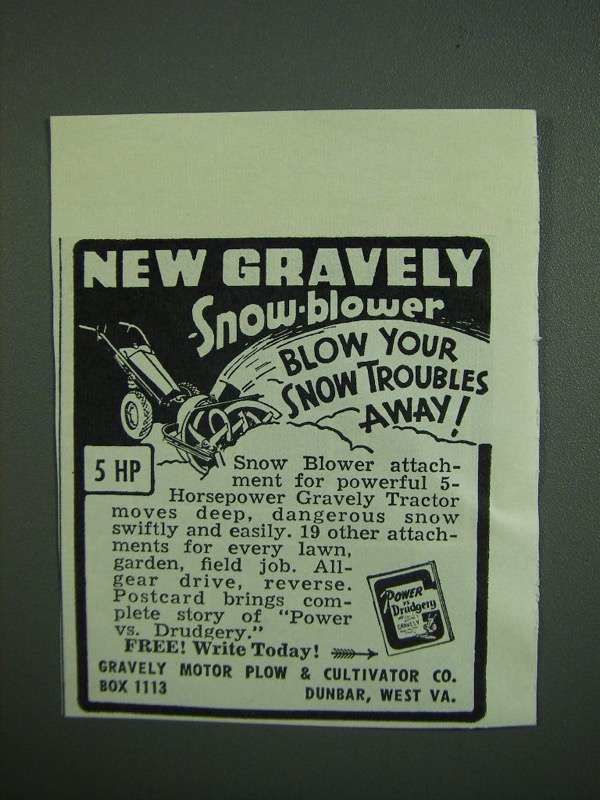 NEW GRAVELY
Snow-blower
BLOW YOUR
SNOW TROUBLES
AWAY!
5 HP
Snow Blower attach-
ment for powerful 5-
Horsepower Gravely Tractor
moves deep, dangerous snow
swiftly and easily. 19 other attach-
ments for every lawn,
garden, field job. All-
gear drive, reverse.
Postcard brings com-
plete story of "Power
vs. Drudgery."
FREE! Write Today!
POWER
vs
Drudgery
GRAVELY
GRAVELY MOTOR PLOW & CULTIVATOR CO.
BOX 1113 DUNBAR, WEST VA.